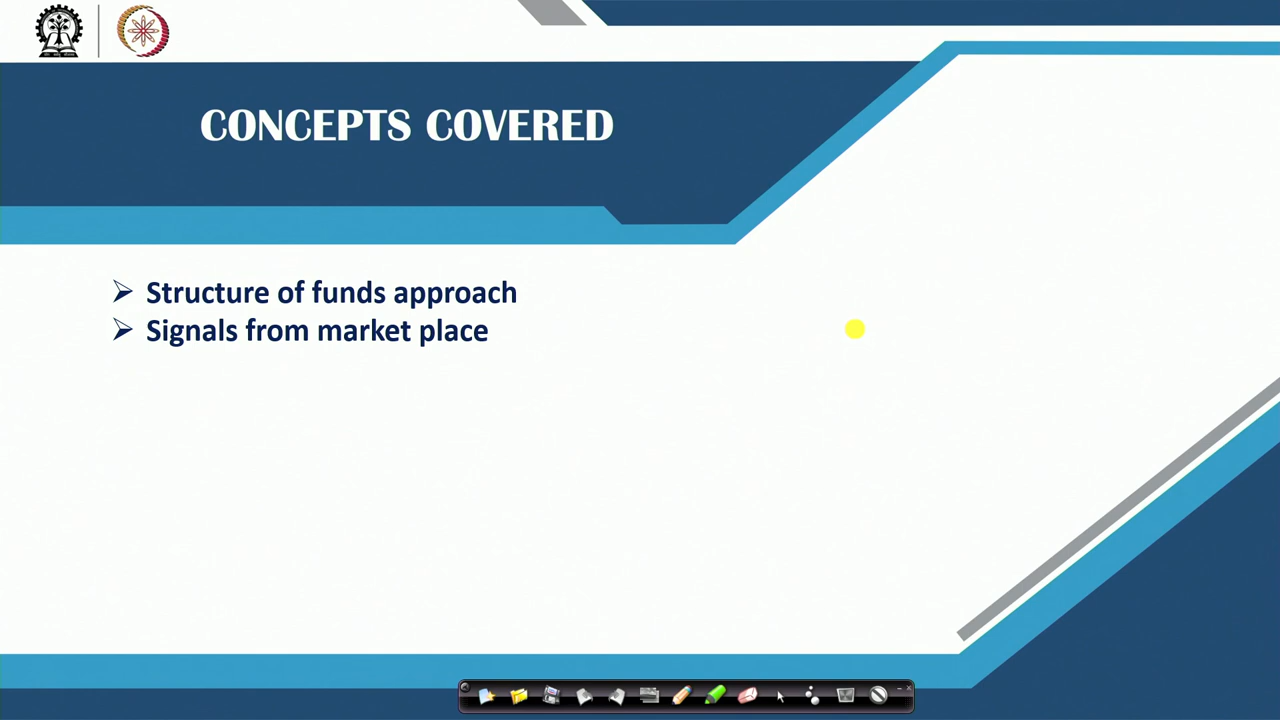 CONCEPTS COVERED
Structure of funds approach
Signals from market place